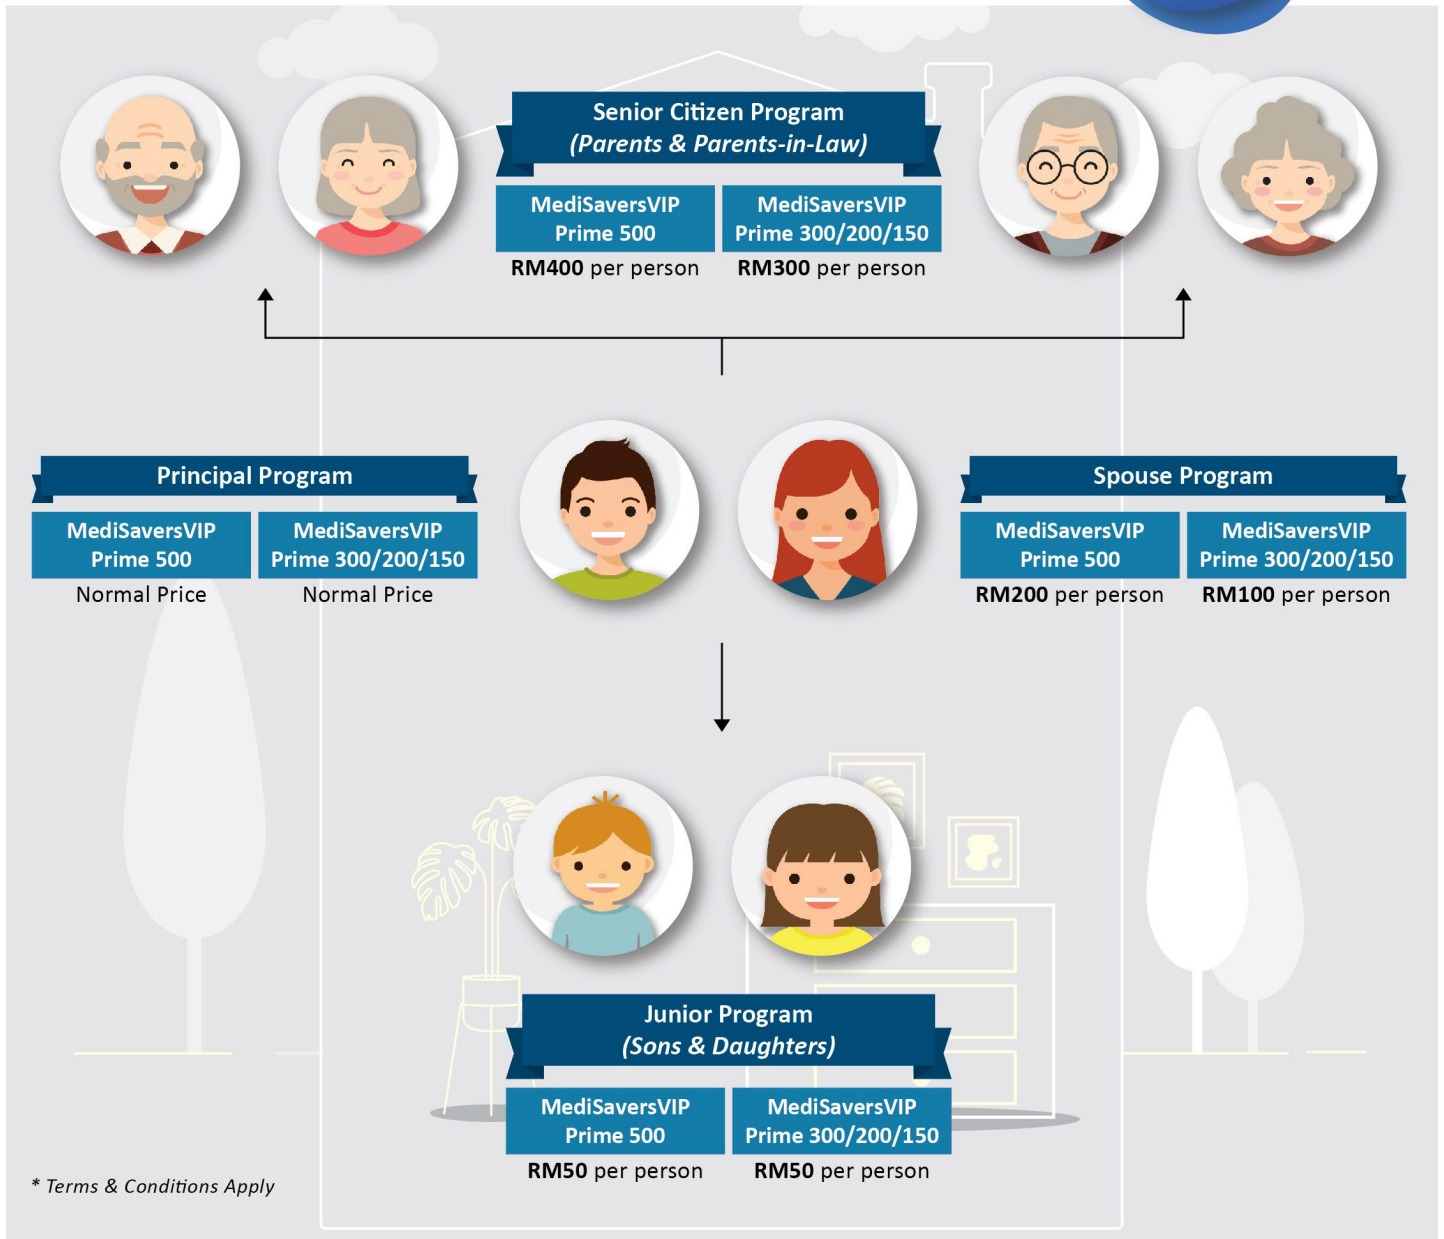 Senior Citizen Program
(Parents & Parents-in-Law)
MediSaversVIP
Prime 500
RM400 per person
MediSaversVIP
Prime 300/200/150
RM300 per person
Principal Program
MediSaversVIP
Prime 500
Normal Price
MediSaversVIP
Prime 300/200/150
Normal Price
Spouse Program
MediSaversVIP
Prime 500
RM200 per person
MediSaversVIP
Prime 300/200/150
RM100 per person
Junior Program
(Sons & Daughters)
MediSaversVIP
Prime 500
RM50 per person
MediSaversVIP
Prime 300/200/150
RM50 per person
* Terms & Conditions Apply